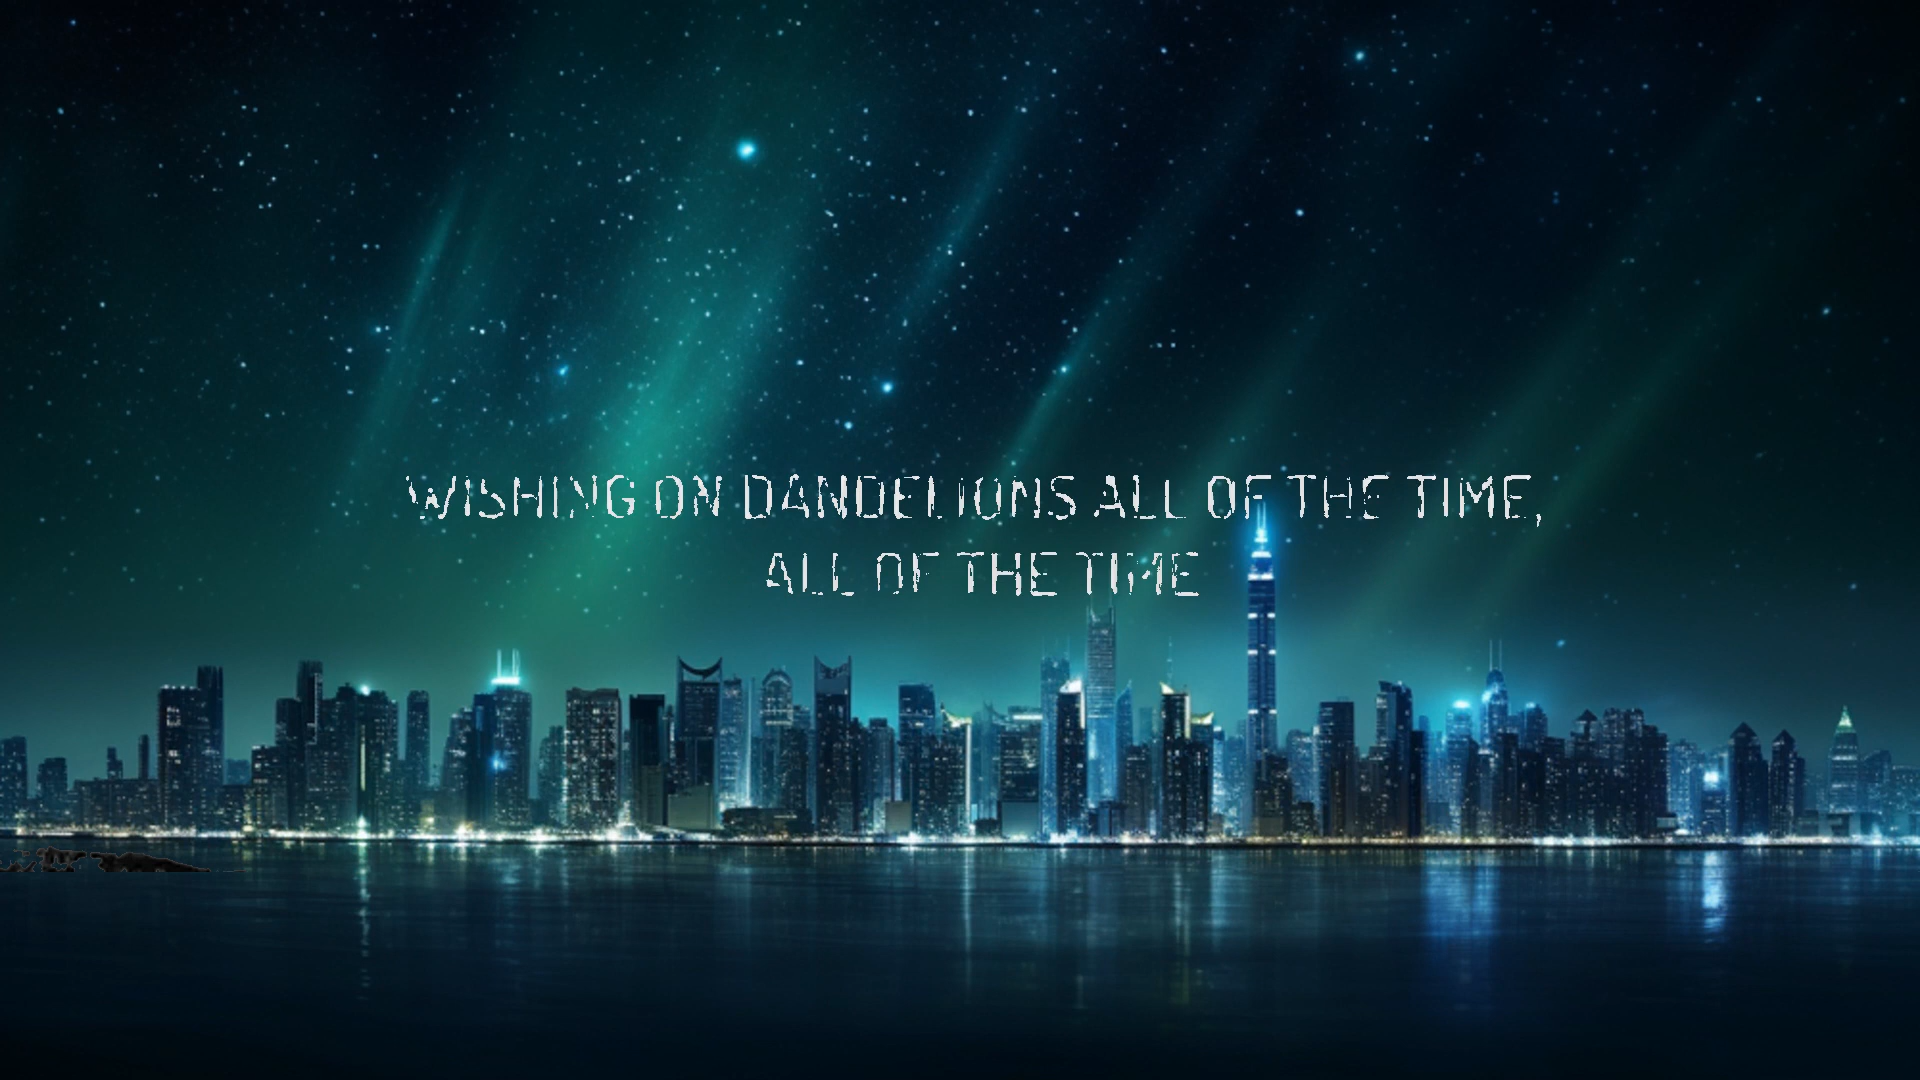 WISHING ON DANDELIONS ALL OF THE TIME,
ALL OF THE TIME